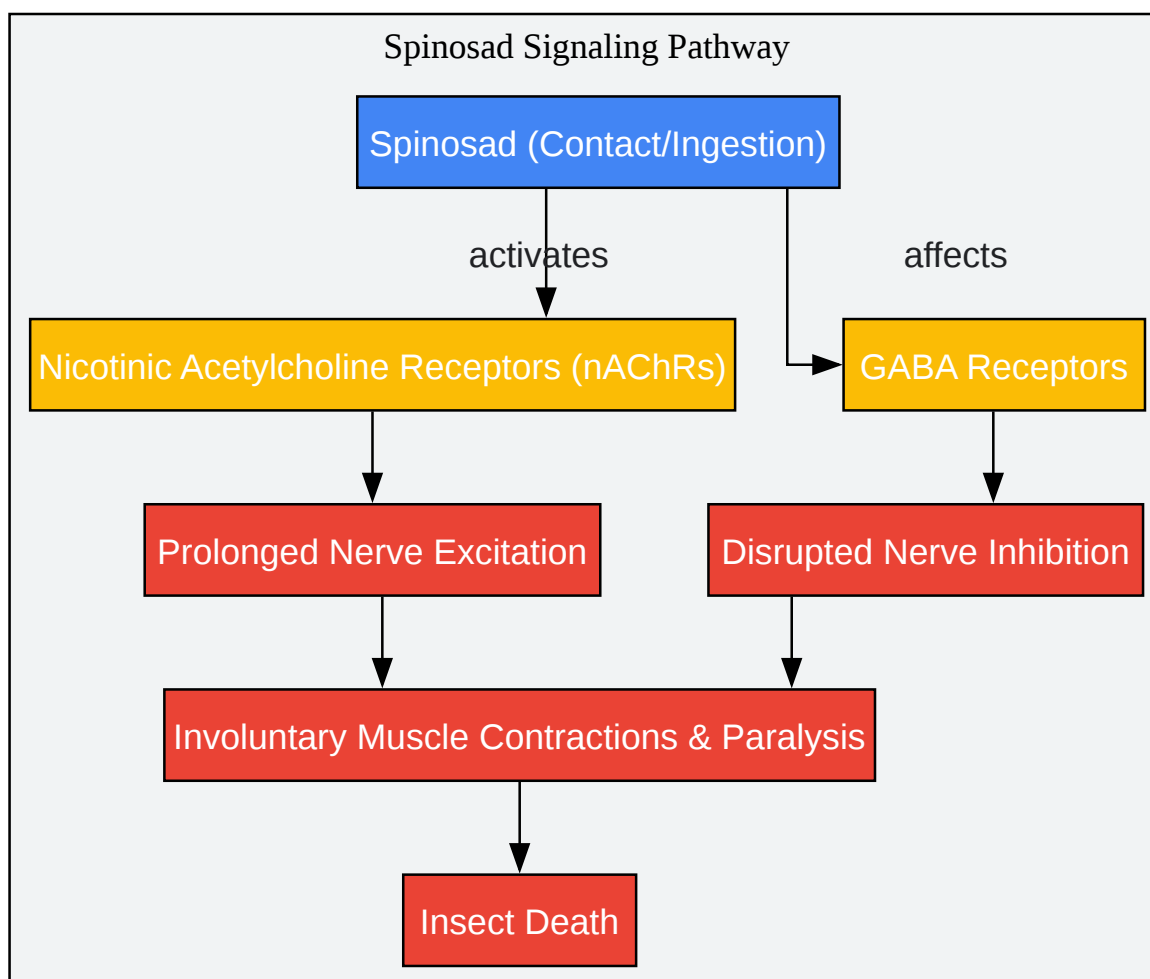 Spinosad Signaling Pathway
Spinosad (Contact/Ingestion)
activates
affects
Nicotinic Acetylcholine Receptors (nAChRs)
GABA Receptors
Prolonged Nerve Excitation
Disrupted Nerve Inhibition
Involuntary Muscle Contractions & Paralysis
Insect Death